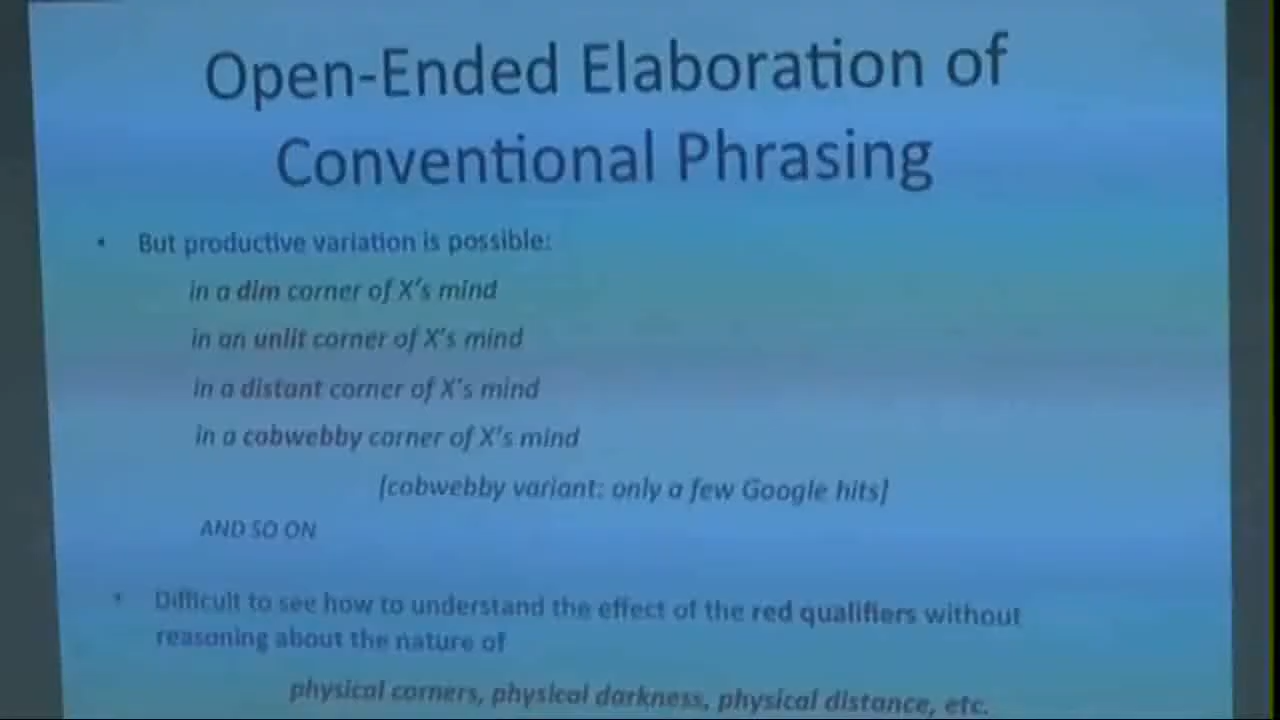 Open-Ended Elaboration of
Conventional Phrasing
• But productive variation is possible:
in a dim corner of X's mind
in an unlit corner of X's mind
in a distant corner of X's mind
in a cobwebby corner of X's mind
[cobwebby variant: only a few Google hits]
AND SO ON
• Difficult to see how to understand the effect of the red qualifiers without
reasoning about the nature of
physical corners, physical darkness, physical distance, etc.